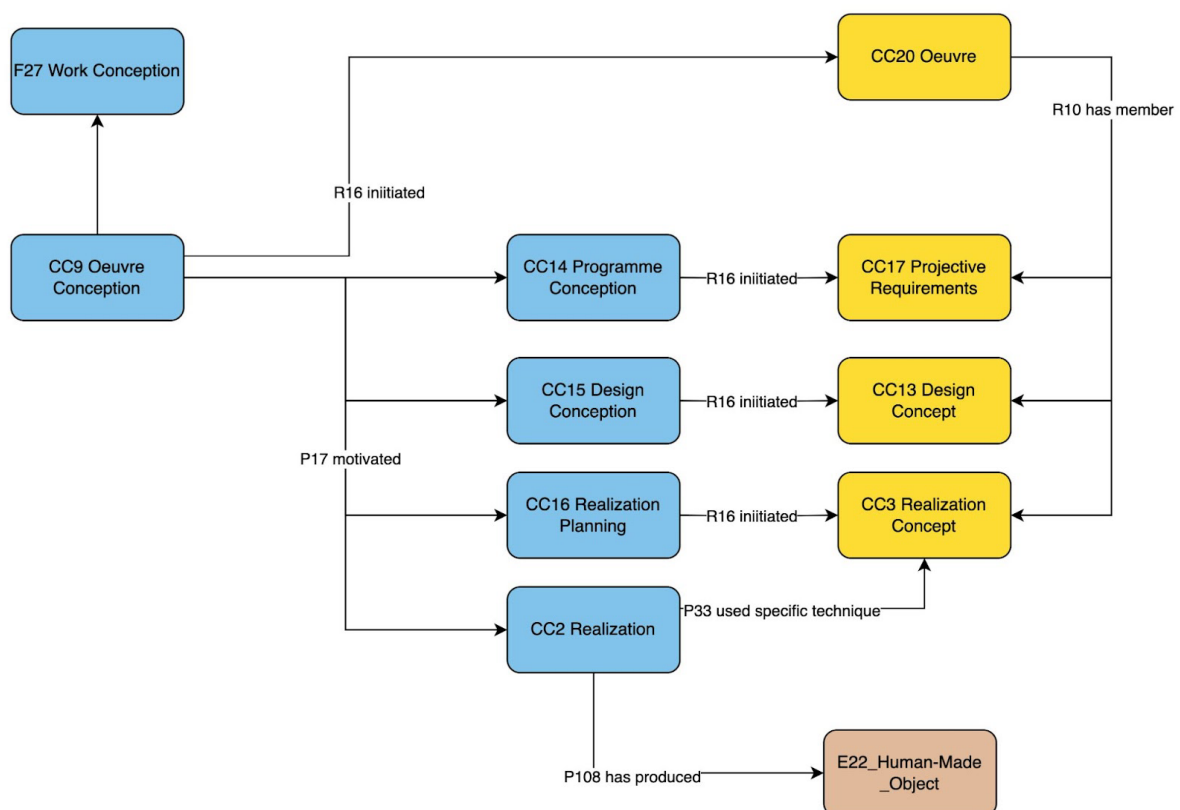 F27 Work Conception
CC20 Oeuvre
R10 has member
R16 iniitiated
CC9 Oeuvre
Conception
CC14 Programme
Conception
R16 iniitiated
CC17 Projective
Requirements
CC15 Design
Conception
R16 iniitiated
CC13 Design
Concept
P17 motivated
CC16 Realization
Planning
R16 iniitiated
CC3 Realization
Concept
CC2 Realization
P33 used specific technique
P108 has produced
E22_Human-Made
_Object